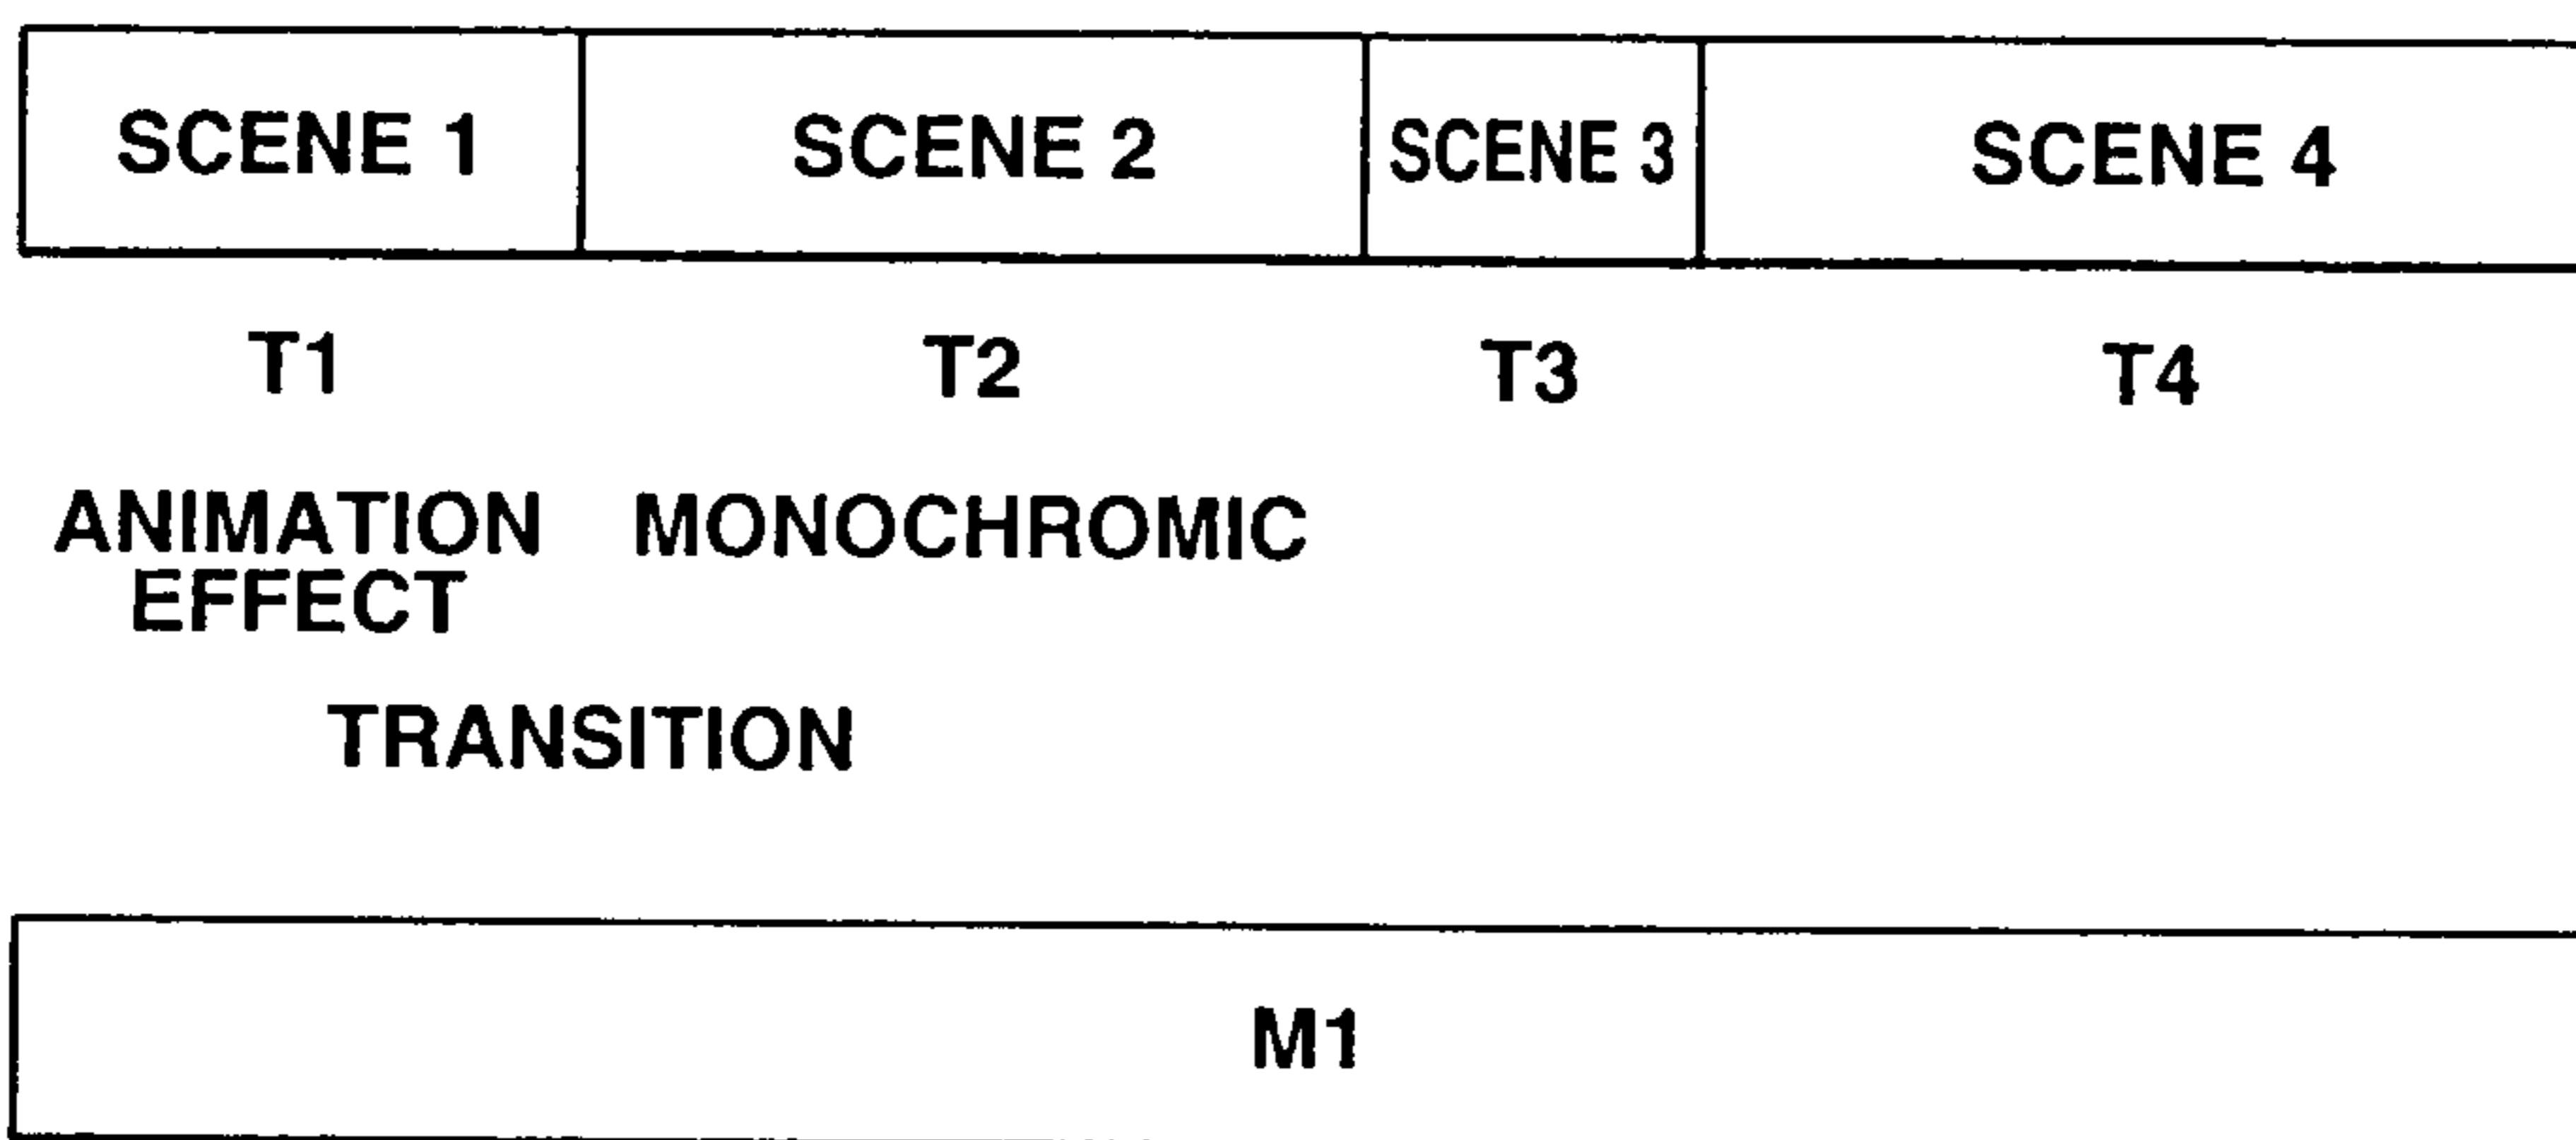 SCENE 1 SCENE 2 SCENE 3 SCENE 4
T1 T2 T3 T4
ANIMATION MONOCHROMIC
EFFECT
TRANSITION
M1